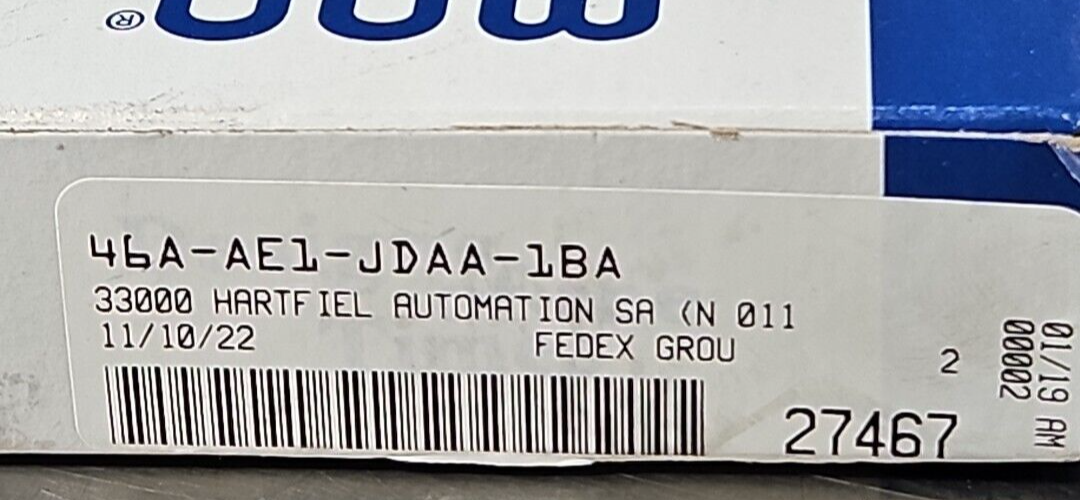 ®
46A-AE1-JDAA-1BA
33000 HARTFIEL AUTOMATION SA (N 011
11/10/22 FEDEX GROU
2
27467
01/19 AM
00002